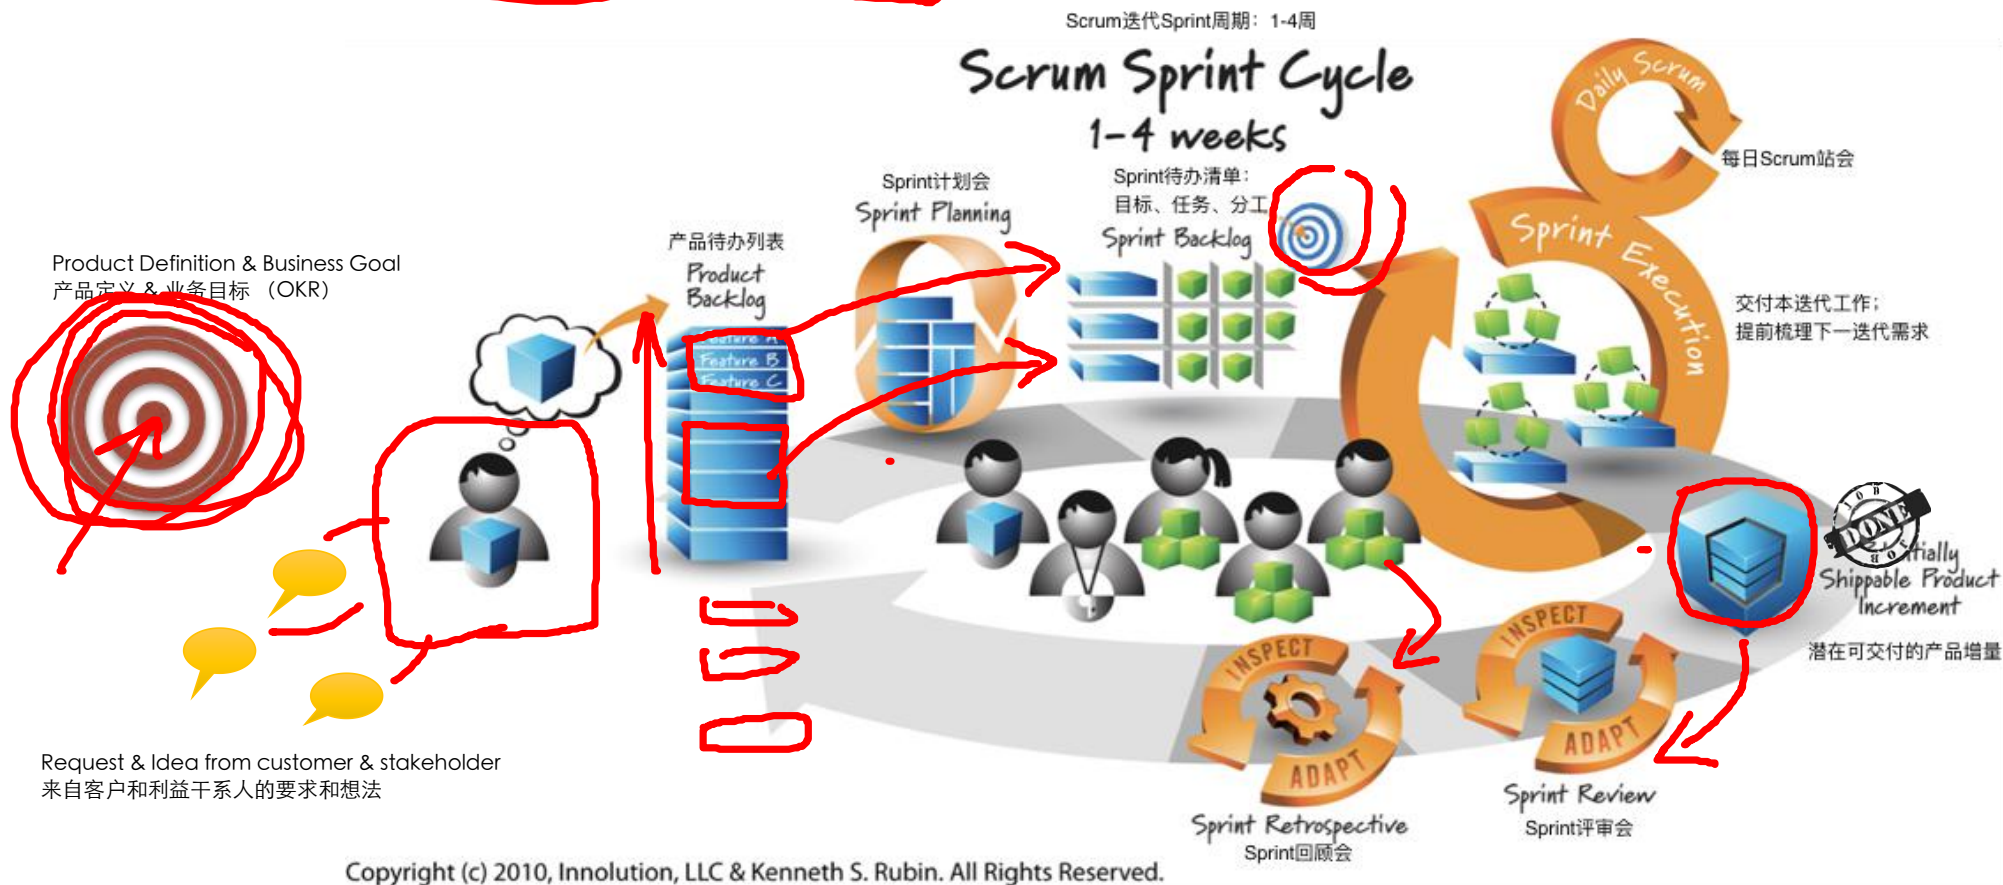 Scrum迭代Sprint周期：1-4周
Scrum Sprint Cycle
1-4 weeks
Daily Scrum
每日Scrum站会
Sprint计划会
Sprint Planning
Sprint待办清单：
目标、任务、分工
Sprint Backlog
Sprint Execution
交付本迭代工作；
提前梳理下一迭代需求
产品待办列表
Product
Backlog
Feature A
Feature B
Feature C
Product Definition & Business Goal
产品定义 & 业务目标 （OKR）
JOB
DONE
JOB
Shippable Product
Increment
潜在可交付的产品增量
INSPECT
ADAPT
Sprint Review
Sprint评审会
INSPECT
ADAPT
Sprint Retrospective
Sprint回顾会
Request & Idea from customer & stakeholder
来自客户和利益干系人的要求和想法
Copyright (c) 2010, Innolution, LLC & Kenneth S. Rubin. All Rights Reserved.